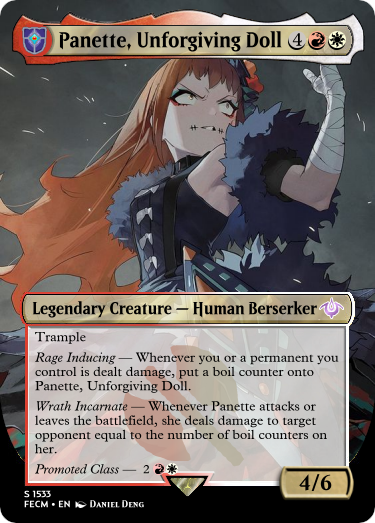 Panette, Unforgiving Doll 4
Legendary Creature — Human Berserker
Trample
Rage Inducing — Whenever you or a permanent you
control is dealt damage, put a boil counter onto
Panette, Unforgiving Doll.
Wrath Incarnate — Whenever Panette attacks or
leaves the battlefield, she deals damage to target
opponent equal to the number of boil counters on
her.
Promoted Class — 2
4/6
S 1533
FECM • EN Daniel Deng